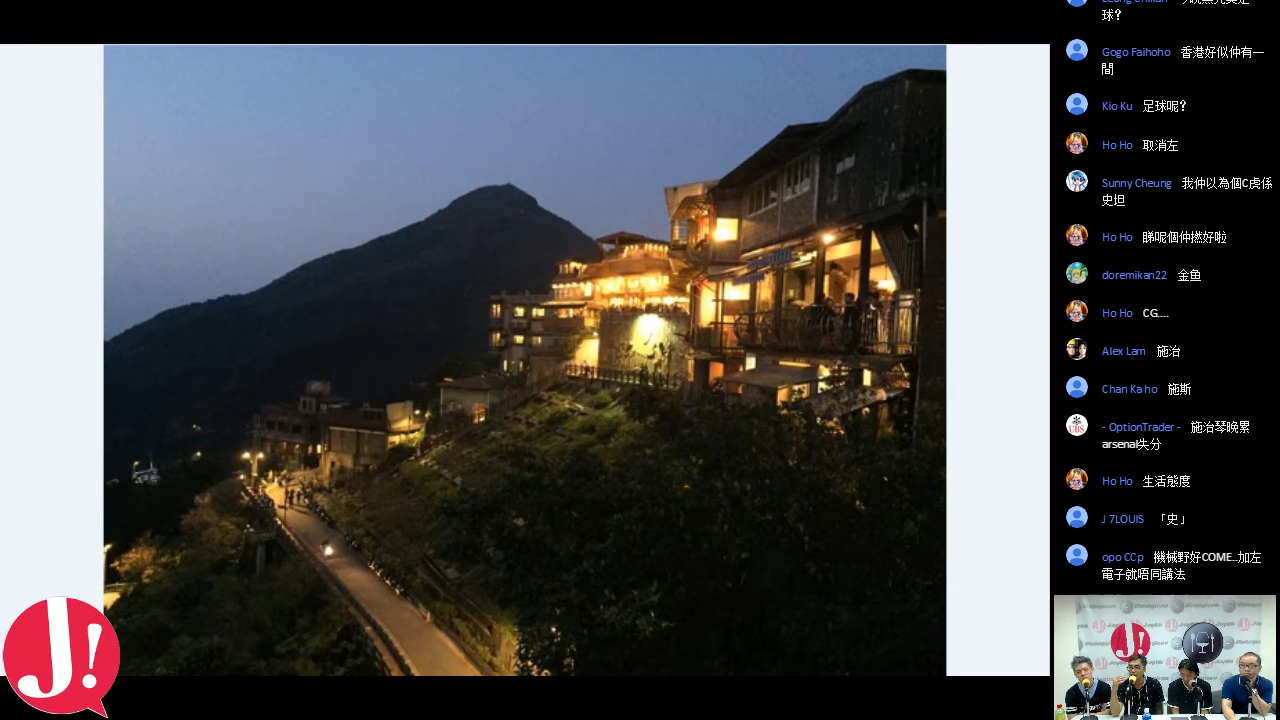 球?
Gogo Faihoho 香港好似仲有一
間
Kio Ku 足球呢?
Ho Ho 取消左
Sunny Cheung 我仲以為個C虎係
史坦
Ho Ho 睇呢個仲撚好啦
doremikan22 金鱼
Ho Ho CG....
Alex Lam 施治
Chan Ka ho 施斯
- OptionTrader - 施治琴晚累
arsenal失分
Ho Ho 生活態度
J 7LOUIS 「史」
opo CCp 機械野好COME...加左
電子就唔同講法
UBS
J!
J!